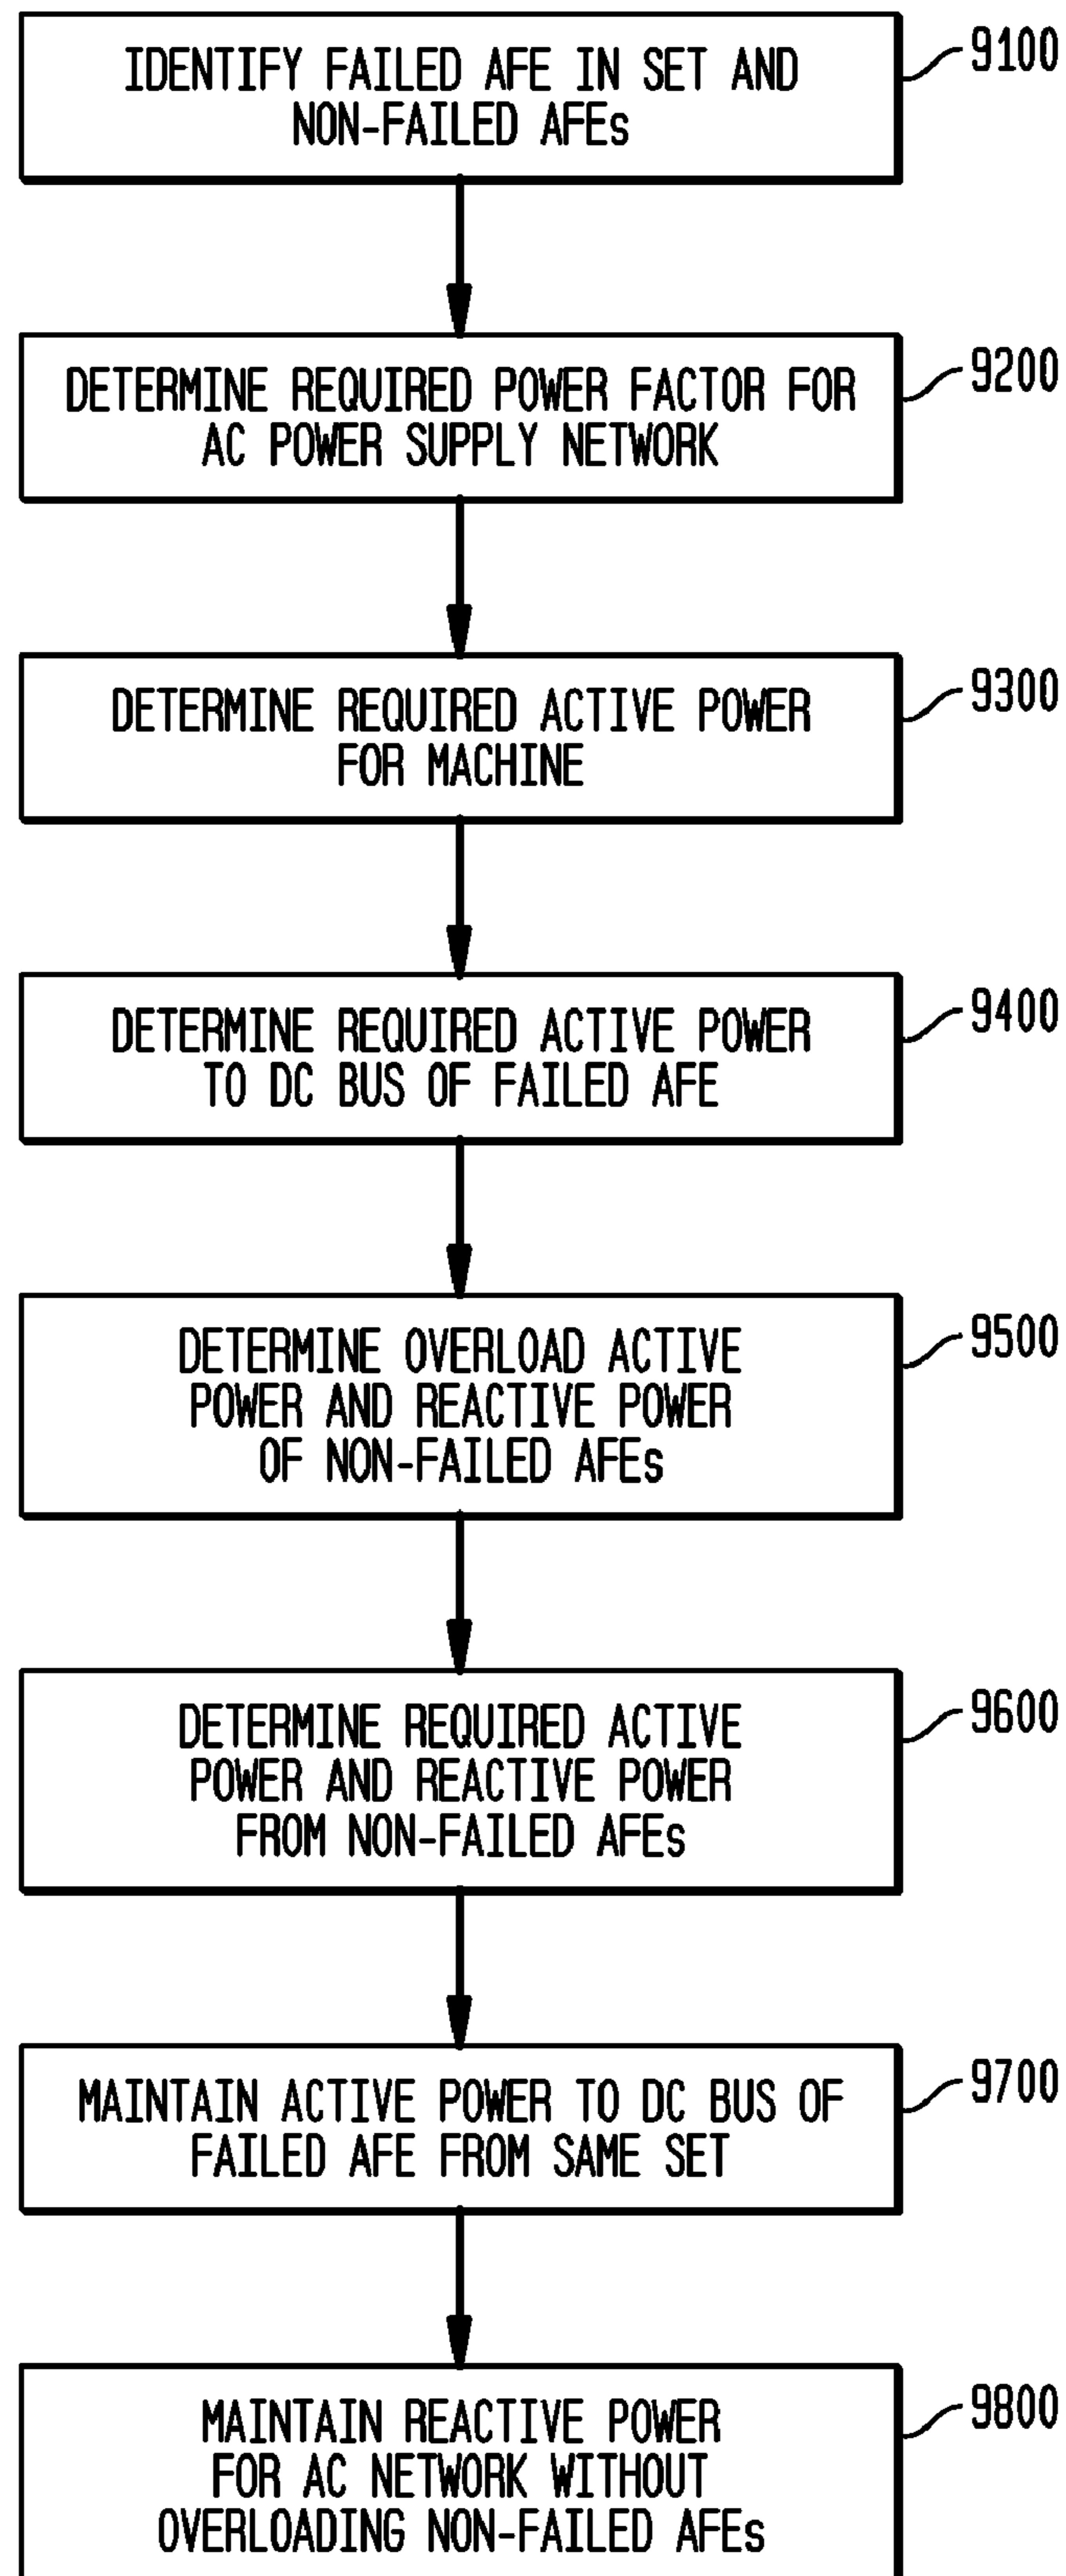 IDENTIFY FAILED AFE IN SET AND
NON-FAILED AFEs
9100
DETERMINE REQUIRED POWER FACTOR FOR
AC POWER SUPPLY NETWORK
9200
DETERMINE REQUIRED ACTIVE POWER
FOR MACHINE
9300
DETERMINE REQUIRED ACTIVE POWER
TO DC BUS OF FAILED AFE
9400
DETERMINE OVERLOAD ACTIVE
POWER AND REACTIVE POWER
OF NON-FAILED AFEs
9500
DETERMINE REQUIRED ACTIVE
POWER AND REACTIVE POWER
FROM NON-FAILED AFEs
9600
MAINTAIN ACTIVE POWER TO DC BUS OF
FAILED AFE FROM SAME SET
9700
MAINTAIN REACTIVE POWER
FOR AC NETWORK WITHOUT
OVERLOADING NON-FAILED AFEs
9800